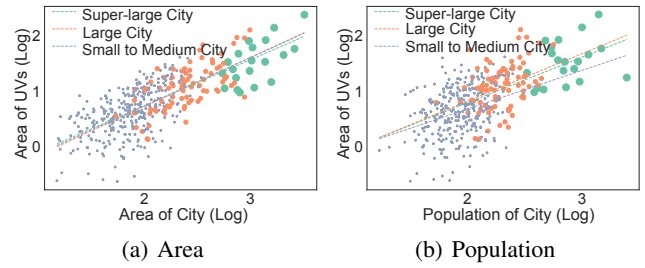 Super-large City
Large City
Small to Medium City
2
1
0
Area of UVs (Log)
2
3
Area of City (Log)
(a) Area
Super-large City
Large City
Small to Medium City
2
1
0
Area of UVs (Log)
2
3
Population of City (Log)
(b) Population